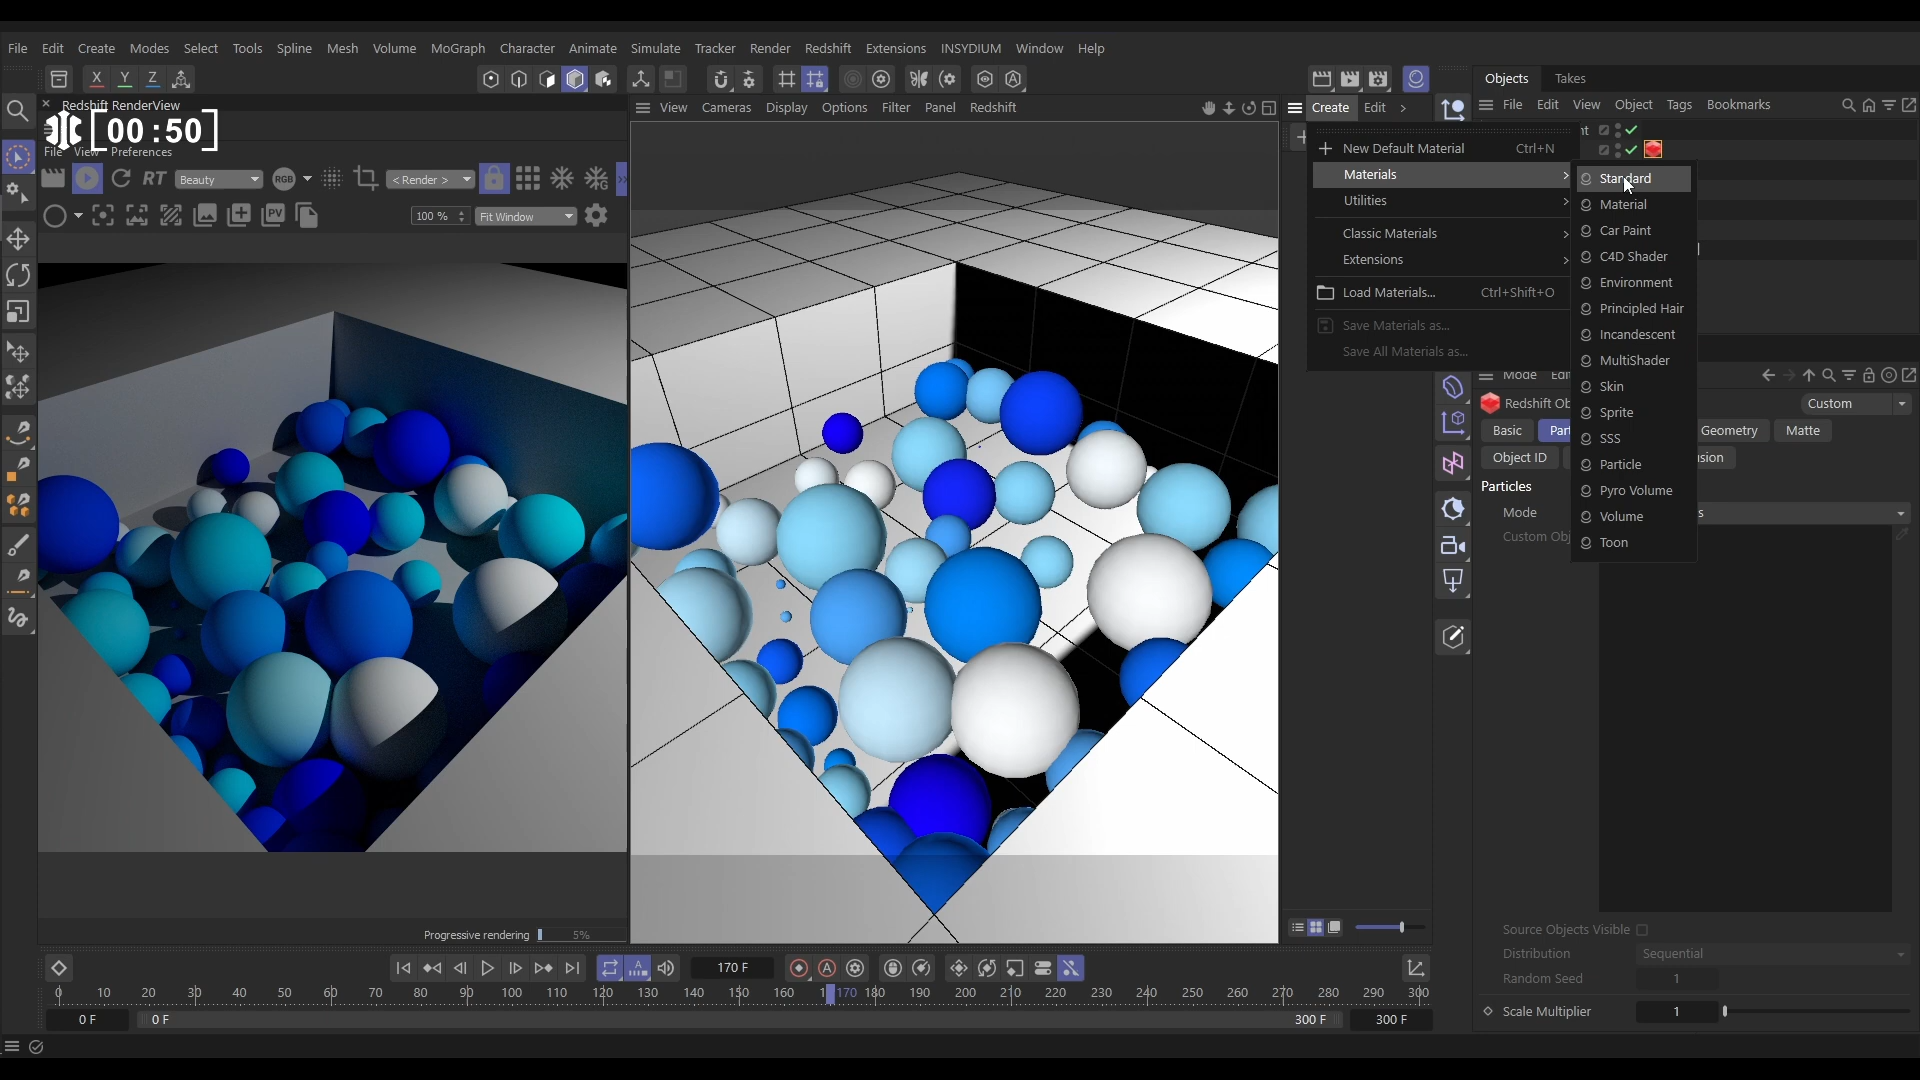 File Edit Create Modes Select Tools Spline Mesh Volume MoGraph Character Animate Simulate Tracker Render Redshift Extensions INSYDIUM Window Help
X Y Z
Objects Takes
Redshift RenderView
[00:50]
File View Preferences
View Cameras Display Options Filter Panel Redshift
Create Edit
File Edit View Object Tags Bookmarks
RT Beauty RGB < Render >
100 % Fit Window
New Default Material Ctrl+N
Materials
Utilities
Classic Materials
Extensions
Load Materials... Ctrl+Shift+O
Save Materials as...
Save All Materials as...
Standard
Material
Car Paint
C4D Shader
Environment
Principled Hair
Incandescent
MultiShader
Skin
Sprite
SSS
Particle
Pyro Volume
Volume
Toon
Mode Edi
Redshift Ob Custom
Basic Part Geometry Matte
Object ID sion
Particles
Mode s
Custom Obj
Source Objects Visible
Distribution Sequential
Random Seed 1
Scale Multiplier 1
Progressive rendering 5%
170 F
0 10 20 30 40 50 60 70 80 90 100 110 120 130 140 150 160 1 170 180 190 200 210 220 230 240 250 260 270 280 290 300
0 F 0 F 300 F 300 F